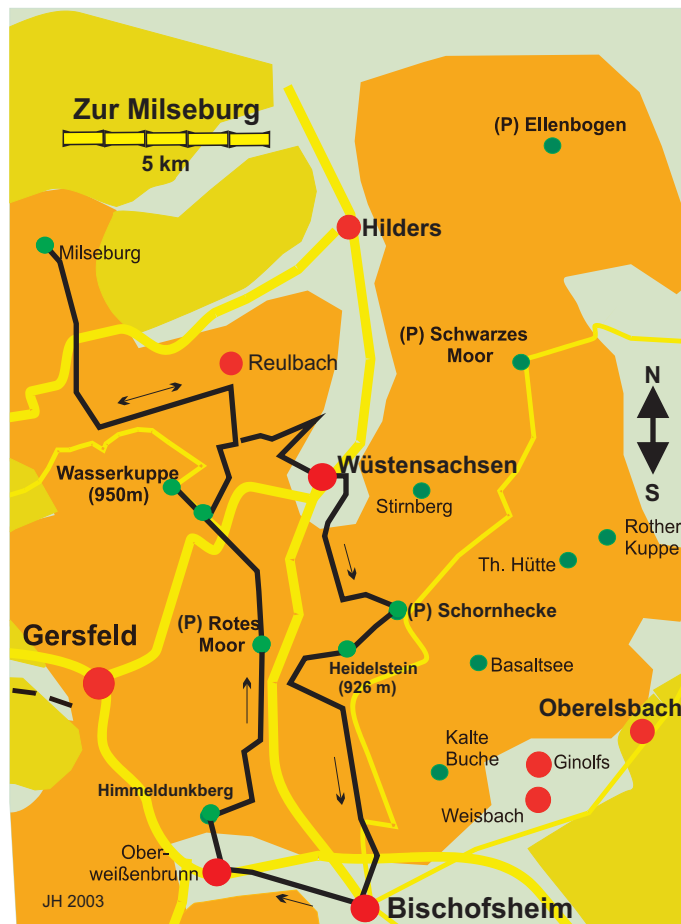 Zur Milseburg
5 km
(P) Ellenbogen
Hilders
Milseburg
(P) Schwarzes
Moor
Reulbach
N
S
Wasserkuppe
(950m)
Wüstensachsen
Stirnberg
Rother
Kuppe
Th. Hütte
(P) Schornhecke
(P) Rotes
Moor
Gersfeld
Heidelstein
(926 m)
Basaltsee
Oberelsbach
Kalte
Buche
Ginolfs
Weisbach
Himmeldunkberg
Ober-
weißenbrunn
JH 2003
Bischofsheim